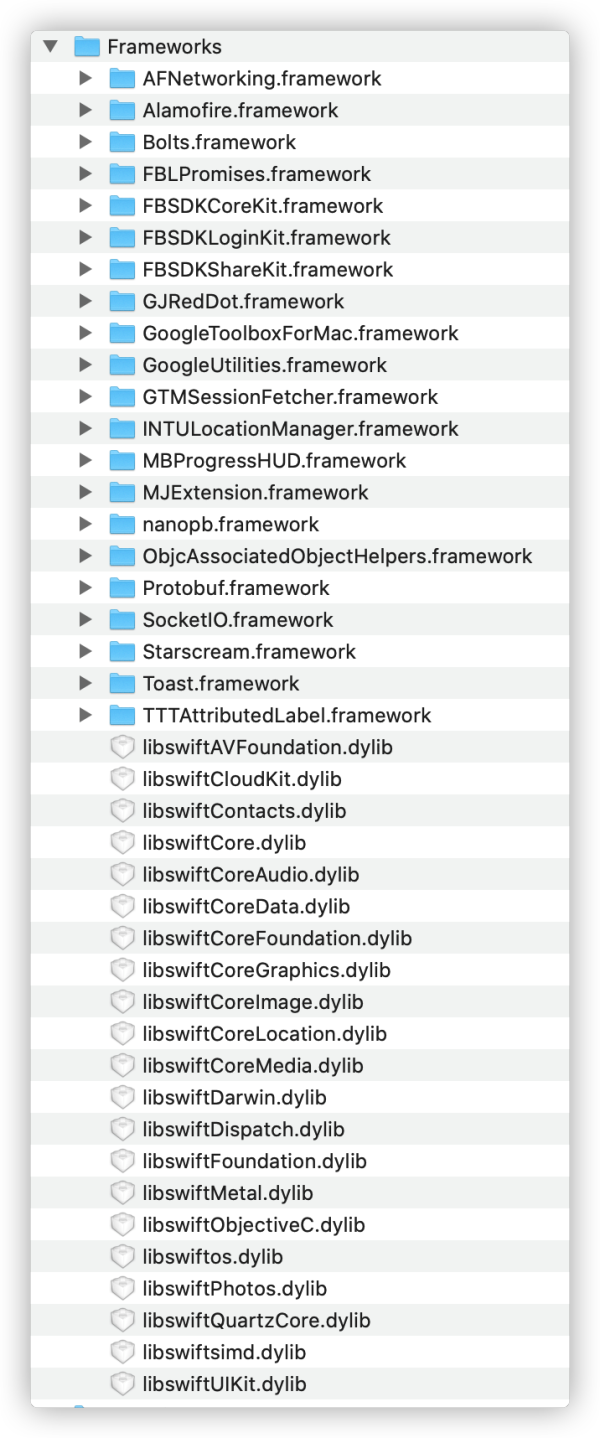 Frameworks
AFNetworking.framework
Alamofire.framework
Bolts.framework
FBLPromises.framework
FBSDKCoreKit.framework
FBSDKLoginKit.framework
FBSDKShareKit.framework
GJRedDot.framework
GoogleToolboxForMac.framework
GoogleUtilities.framework
GTMSessionFetcher.framework
INTULocationManager.framework
MBProgressHUD.framework
MJExtension.framework
nanopb.framework
ObjcAssociatedObjectHelpers.framework
Protobuf.framework
SocketIO.framework
Starscream.framework
Toast.framework
TTTAttributedLabel.framework
libswiftAVFoundation.dylib
libswiftCloudKit.dylib
libswiftContacts.dylib
libswiftCore.dylib
libswiftCoreAudio.dylib
libswiftCoreData.dylib
libswiftCoreFoundation.dylib
libswiftCoreGraphics.dylib
libswiftCoreImage.dylib
libswiftCoreLocation.dylib
libswiftCoreMedia.dylib
libswiftDarwin.dylib
libswiftDispatch.dylib
libswiftFoundation.dylib
libswiftMetal.dylib
libswiftObjectiveC.dylib
libswiftos.dylib
libswiftPhotos.dylib
libswiftQuartzCore.dylib
libswiftsimd.dylib
libswiftUIKit.dylib